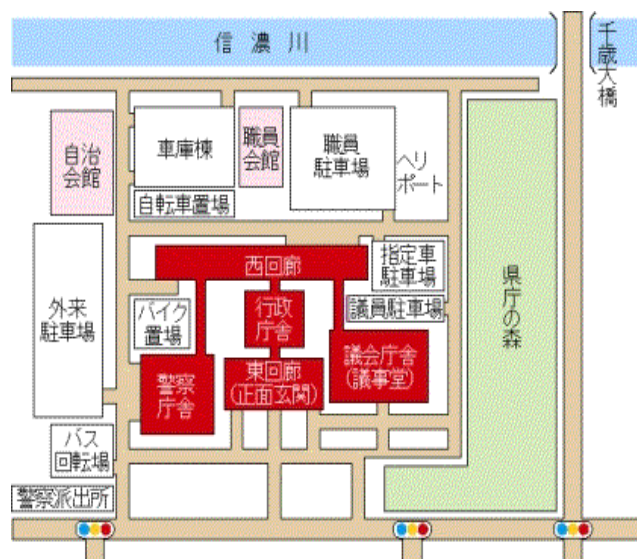 信濃川
千歳大橋
自治
会館
車庫棟
職員
会館
職員
駐車場
ヘリ
ポート
自転車置場
外来
駐車場
西回廊
指定車
駐車場
バイク
置場
行政
庁舎
議員駐車場
県庁の森
警察
庁舎
東回廊
(正面玄関)
議会庁舎
(議事堂)
バス
回転場
警察派出所